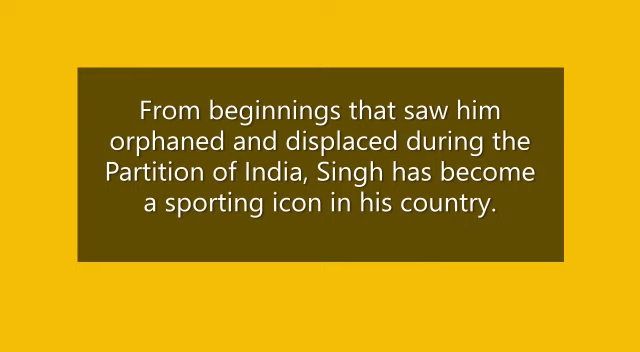 From beginnings that saw him
orphaned and displaced during the
Partition of India, Singh has become
a sporting icon in his country.